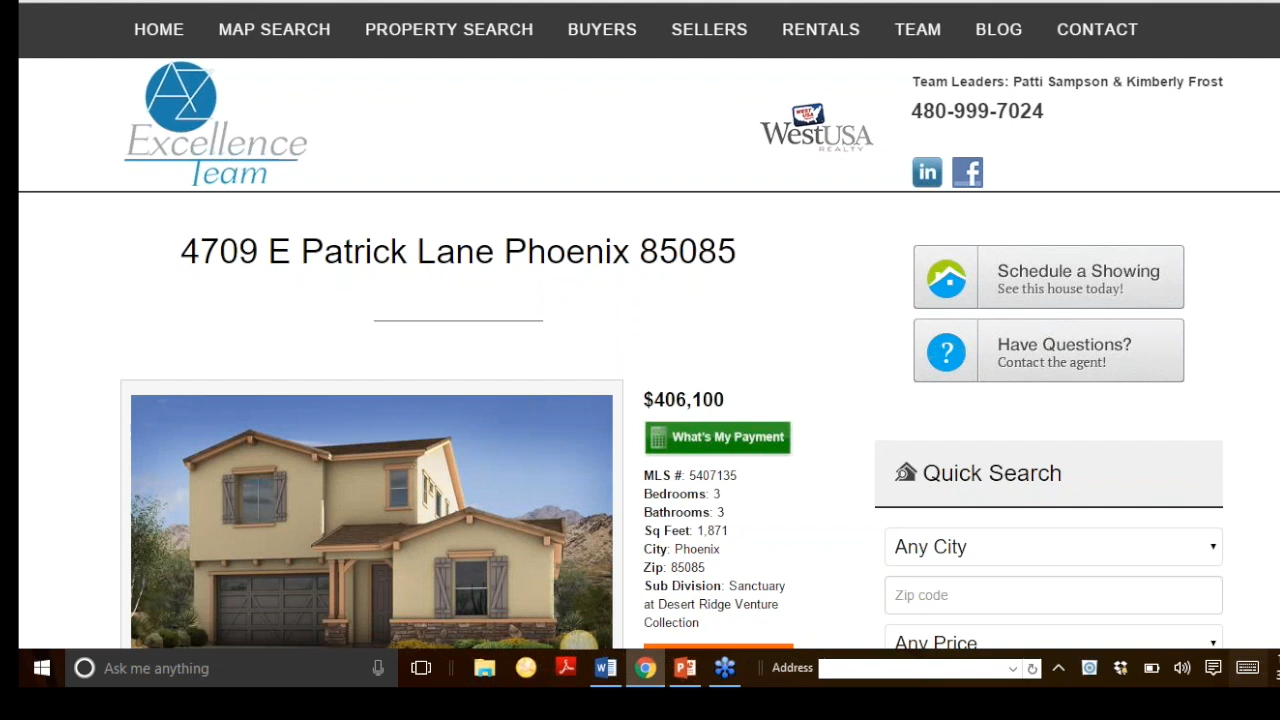 HOME MAP SEARCH PROPERTY SEARCH BUYERS SELLERS RENTALS TEAM BLOG CONTACT
AZ
Excellence
Team
WEST USA
WestUSA
REALTY
Team Leaders: Patti Sampson & Kimberly Frost
480-999-7024
in f
4709 E Patrick Lane Phoenix 85085
Schedule a Showing
See this house today!
?
Have Questions?
Contact the agent!
$406,100
What's My Payment
MLS #: 5407135
Bedrooms: 3
Bathrooms: 3
Sq Feet: 1,871
City: Phoenix
Zip: 85085
Sub Division: Sanctuary
at Desert Ridge Venture
Collection
Quick Search
Any City
Zip code
Any Price
Ask me anything
Address